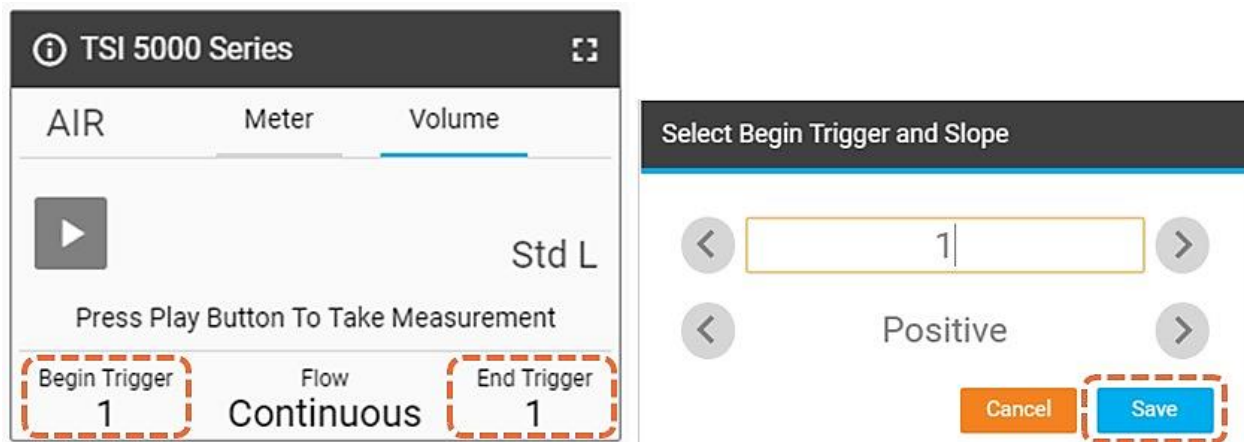 TSI 5000 Series
AIR Meter Volume
Std L
Press Play Button To Take Measurement
Begin Trigger Flow End Trigger
1 Continuous 1
Select Begin Trigger and Slope
1
Positive
Cancel Save